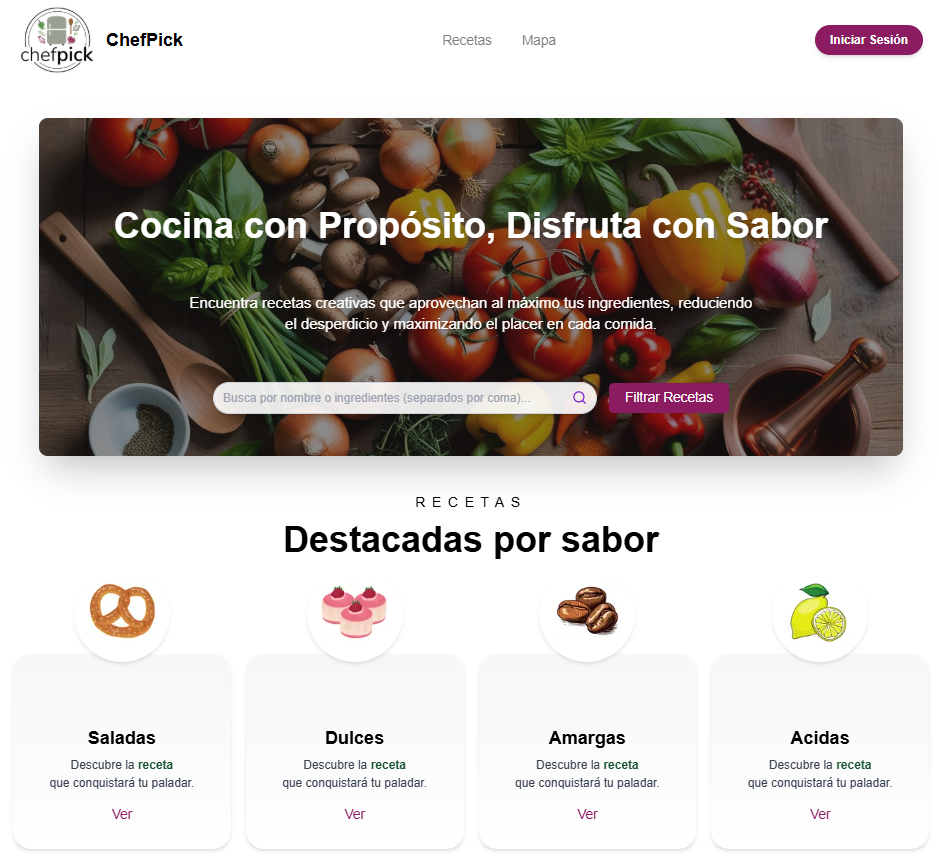 chefpick
ChefPick
Recetas
Mapa
Iniciar Sesión
Cocina con Propósito, Disfruta con Sabor
Encuentra recetas creativas que aprovechan al máximo tus ingredientes, reduciendo
el desperdicio y maximizando el placer en cada comida.
Busca por nombre o ingredientes (separados por coma)...
Filtrar Recetas
RECETAS
Destacadas por sabor
Saladas
Descubre la receta
que conquistará tu paladar.
Ver
Dulces
Descubre la receta
que conquistará tu paladar.
Ver
Amargas
Descubre la receta
que conquistará tu paladar.
Ver
Acidas
Descubre la receta
que conquistará tu paladar.
Ver